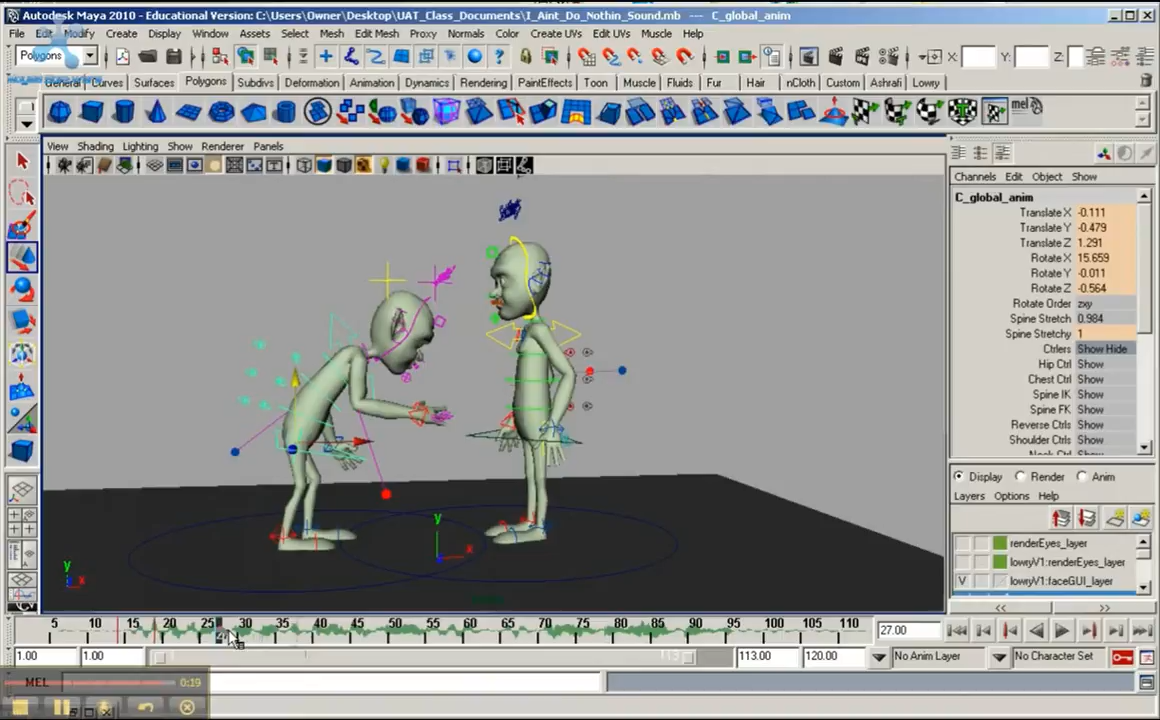 Autodesk Maya 2010 - Educational Version: C:\Users\Owner\Desktop\UAT_Class_Documents\I_Aint_Do_Nothin_Sound.mb --- C_global_anim
File Edit Modify Create Display Window Assets Select Mesh Edit Mesh Proxy Normals Color Create UVs Edit UVs Muscle Help
Polygons X: Y: Z:
General Curves Surfaces Polygons Subdivs Deformation Animation Dynamics Rendering PaintEffects Toon Muscle Fluids Fur Hair nCloth Custom Ashrafi Lowry
mel
View Shading Lighting Show Renderer Panels
Channels Edit Object Show
C_global_anim
Translate X -0.111
Translate Y -0.479
Translate Z 1.291
Rotate X 15.659
Rotate Y -0.011
Rotate Z -0.564
Rotate Order zxy
Spine Stretch 0.984
Spine Stretchy 1
Ctrlers Show Hide
Hip Ctrl Show
Chest Ctrl Show
Spine IK Show
Spine FK Show
Reverse Ctrls Show
Shoulder Ctrls Show
Neck Ctrl Show
Display Render Anim
Layers Options Help
renderEyes_layer
lowryV1:renderEyes_layer
V lowryV1:faceGUI_layer
y x
y x
<< >>
5 10 15 20 25 30 35 40 45 50 55 60 65 70 75 80 85 90 95 100 105 110 27.00
1.00 1.00 113 113.00 120.00 No Anim Layer No Character Set
MEL 0:19